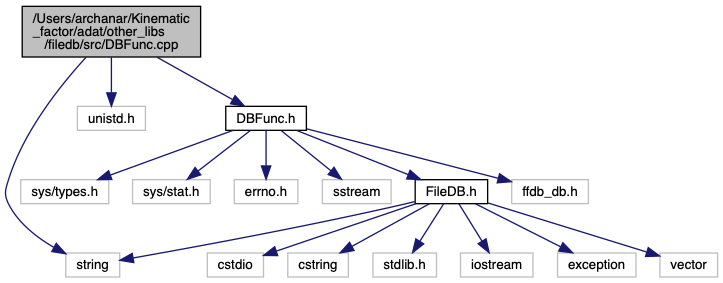 /Users/archanar/Kinematic
_factor/adat/other_libs
/filedb/src/DBFunc.cpp
unistd.h
DBFunc.h
sys/types.h
sys/stat.h
errno.h
sstream
FileDB.h
ffdb_db.h
string
cstdio
cstring
stdlib.h
iostream
exception
vector